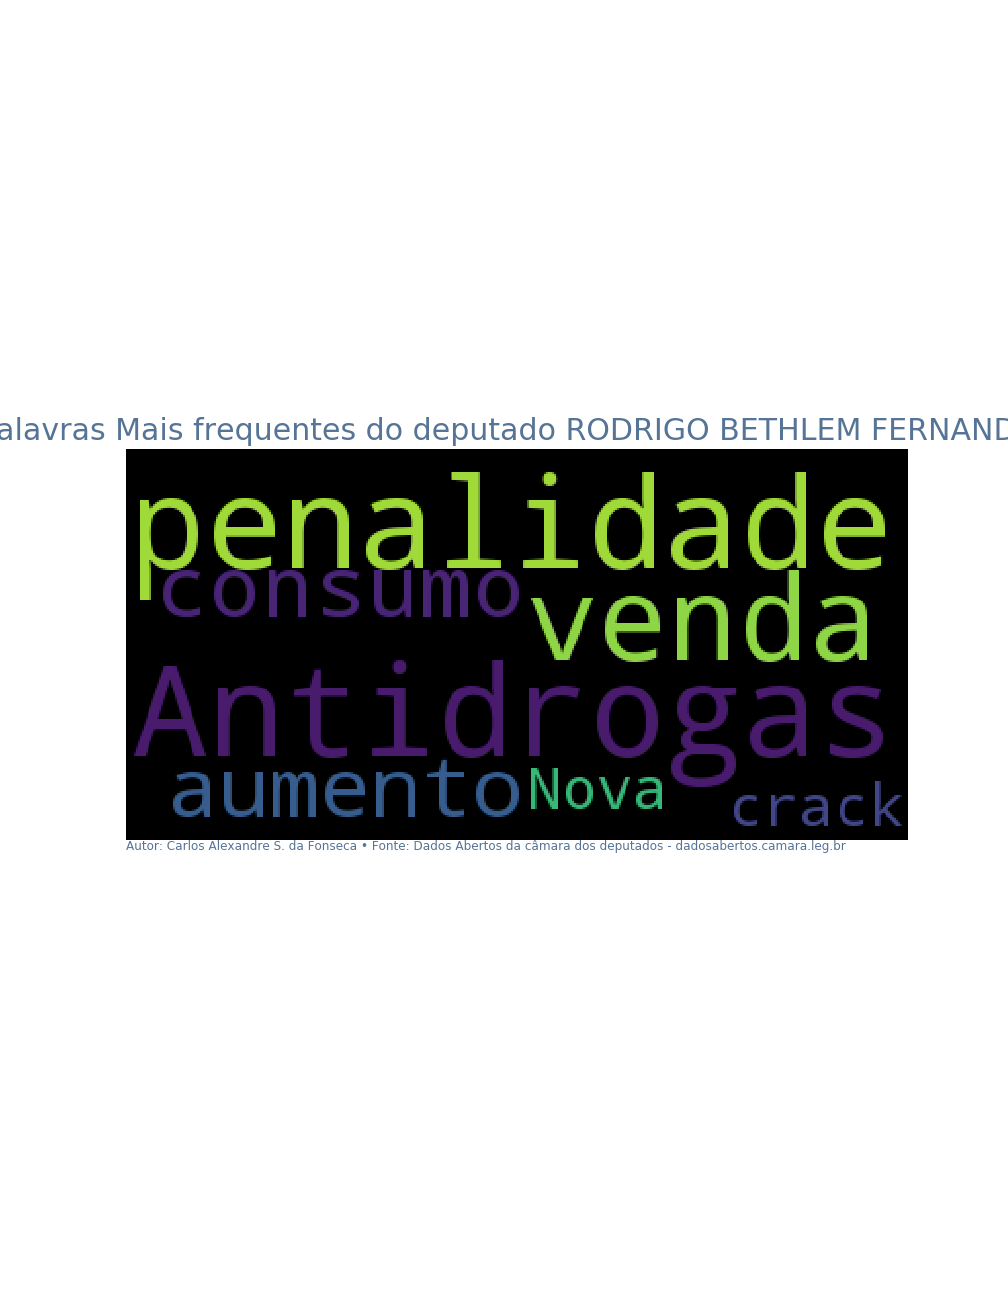 alavras Mais frequentes do deputado RODRIGO BETHLEM FERNAND
penalidade
consumo
venda
Antidrogas
aumento Nova crack
Autor: Carlos Alexandre S. da Fonseca • Fonte: Dados Abertos da câmara dos deputados - dadosabertos.camara.leg.br